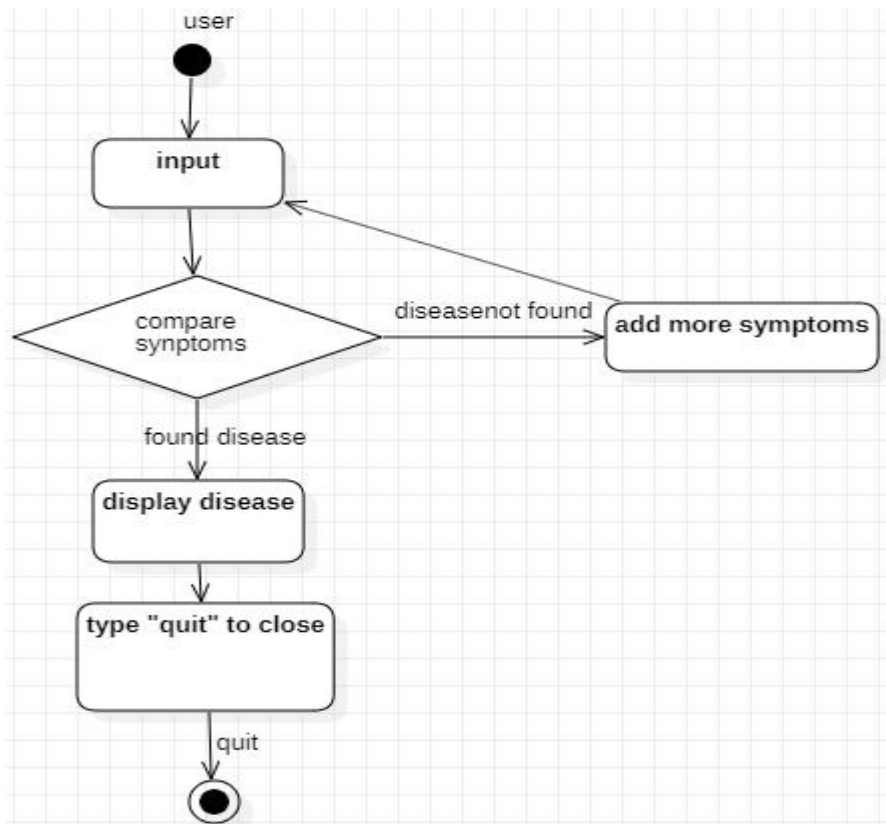 user
input
compare
synptoms
diseasenot found
add more symptoms
found disease
display disease
type "quit" to close
quit